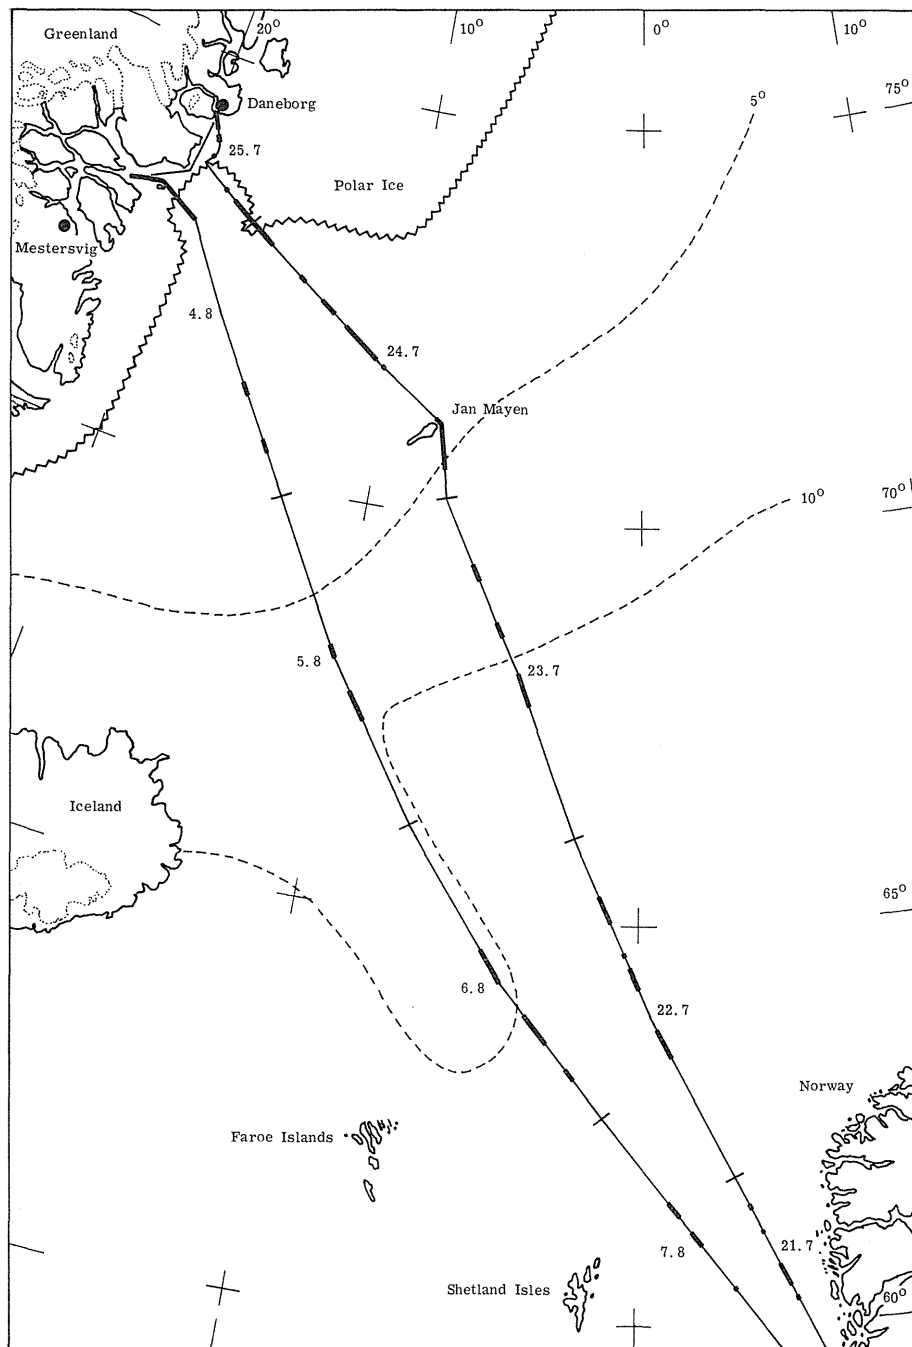 20°
10°
0°
10°
Greenland
75°
5°
Daneborg
25.7
Polar Ice
Mestersvig
4.8
24.7
Jan Mayen
70°
10°
5.8
23.7
Iceland
65°
6.8
22.7
Norway
Faroe Islands
7.8
21.7
Shetland Isles
60°